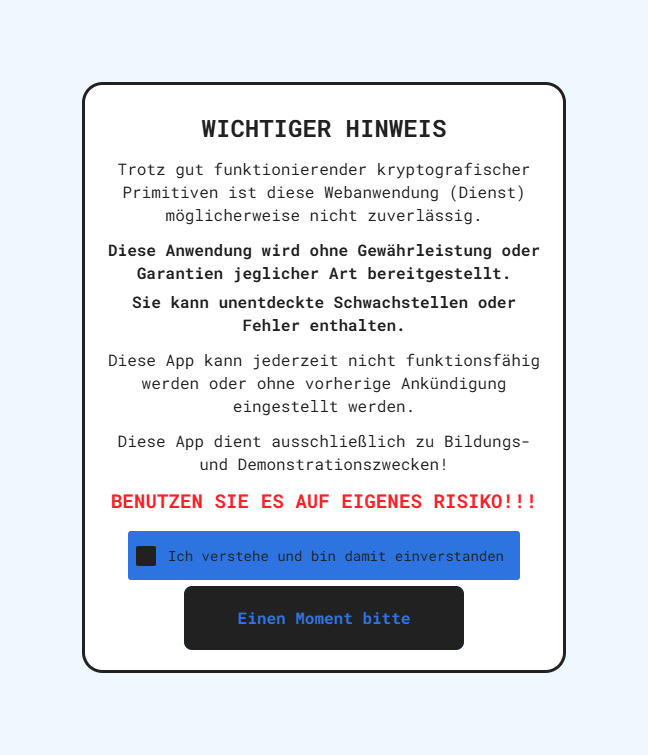 WICHTIGER HINWEIS
Trotz gut funktionierender kryptografischer
Primitiven ist diese Webanwendung (Dienst)
möglicherweise nicht zuverlässig.
Diese Anwendung wird ohne Gewährleistung oder
Garantien jeglicher Art bereitgestellt.
Sie kann unentdeckte Schwachstellen oder
Fehler enthalten.
Diese App kann jederzeit nicht funktionsfähig
werden oder ohne vorherige Ankündigung
eingestellt werden.
Diese App dient ausschließlich zu Bildungs-
und Demonstrationszwecken!
BENUTZEN SIE ES AUF EIGENES RISIKO!!!
Ich verstehe und bin damit einverstanden
Einen Moment bitte